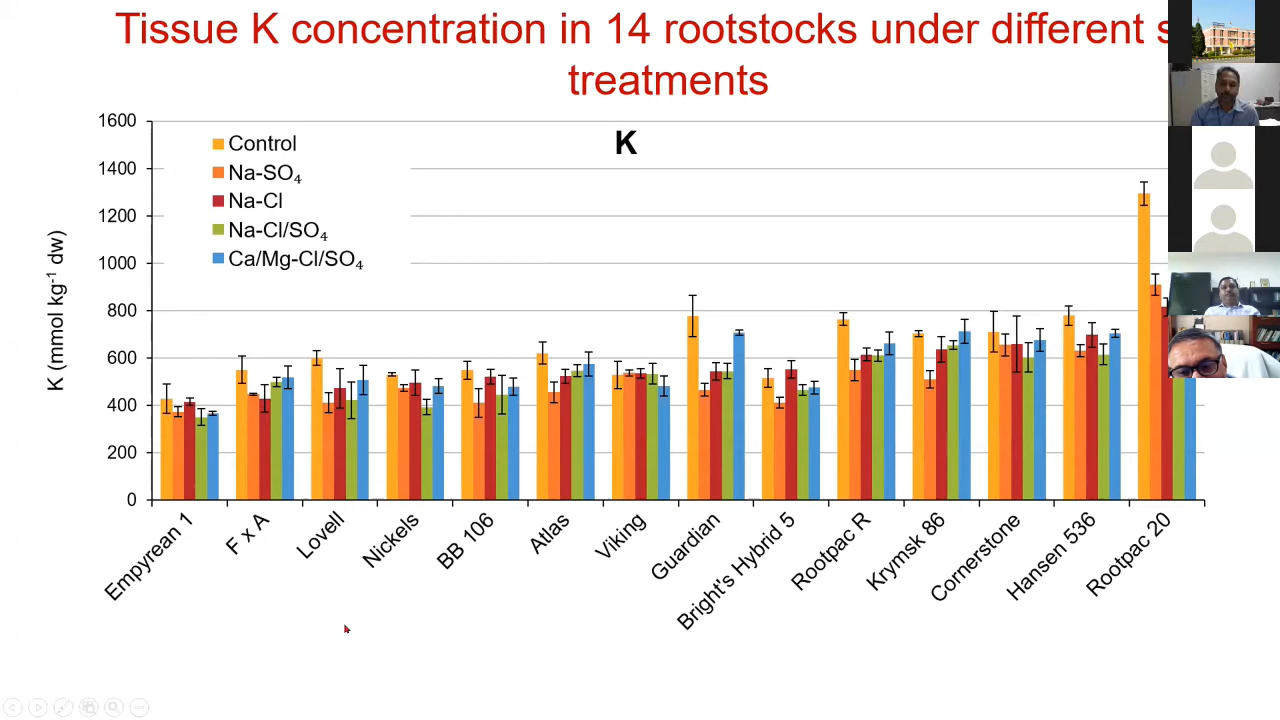 Tissue K concentration in 14 rootstocks under different
treatments
K
K (mmol kg⁻¹ dw)
1600
1400
1200
1000
800
600
400
200
0
Control
Na-SO₄
Na-Cl
Na-Cl/SO₄
Ca/Mg-Cl/SO₄
Empyrean 1
F x A
Lovell
Nickels
BB 106
Atlas
Viking
Guardian
Bright's Hybrid 5
Rootpac R
Krymsk 86
Cornerstone
Hansen 536
Rootpac 20